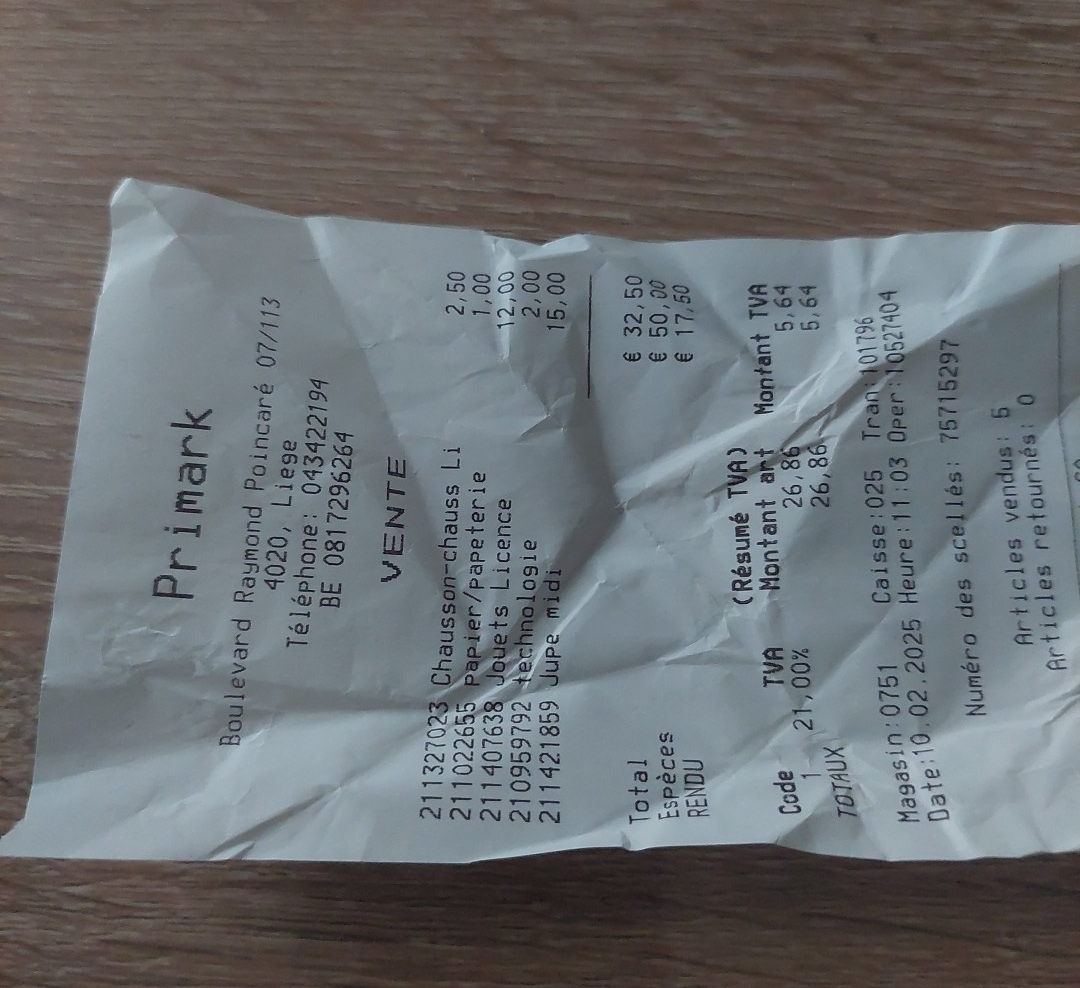 Primark
Boulevard Raymond Poincaré 07/113
4020, Liege
Téléphone: 043422194
BE 0817296264
VENTE
211327023 Chausson-chauss Li 2,50
211022655 Papier/Papeterie 1,00
211407638 Jouets Licence 12,00
210959792 technologie 2,00
211421859 Jupe midi 15,00
Total € 32,50
Espèces € 50,00
RENDU € 17,50
(Résumé TVA)
Code TVA Montant art Montant TVA
1 21,00% 26,86 5,64
TOTAUX 26,86 5,64
Magasin:0751 Caisse:025 Tran:101796
Date:10.02.2025 Heure:11:03 Oper:10527404
Numéro des scellés: 75715297
Articles vendus: 5
Articles retournés: 0